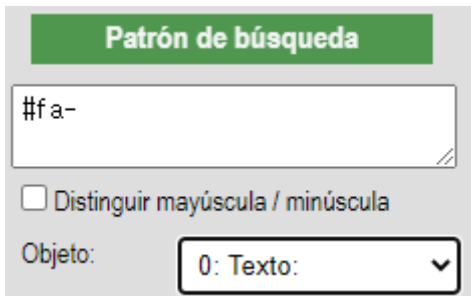 Patrón de búsqueda
#fa-
Distinguir mayúscula / minúscula
Objeto: 0: Texto: